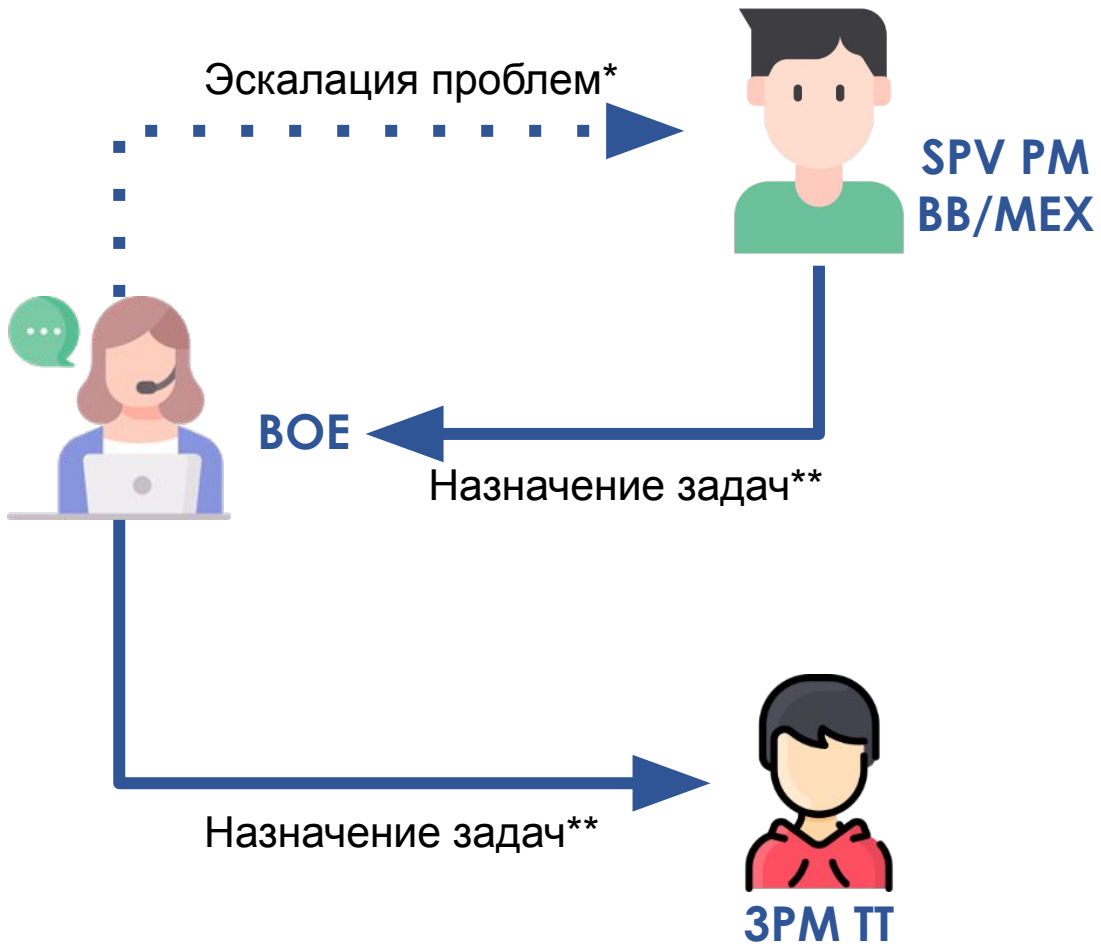 Эскалация проблем*
SPV PM
BB/MEX
BOE
Назначение задач**
Назначение задач**
3PM TT